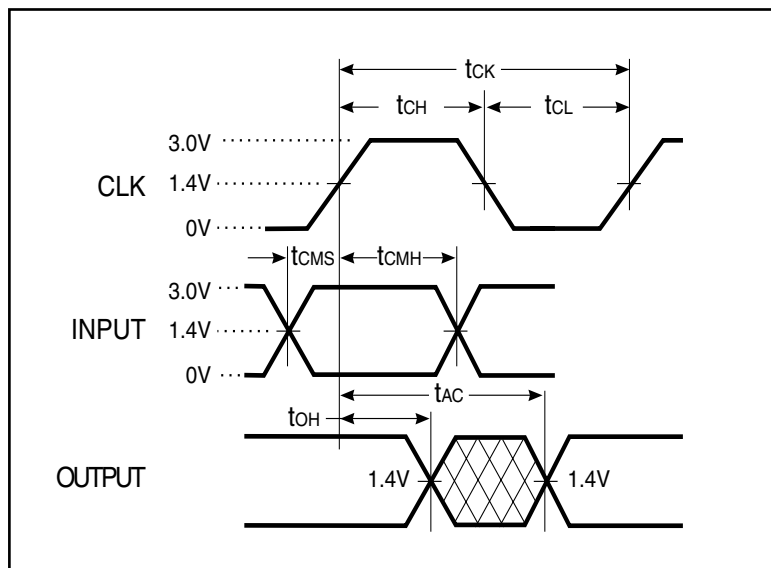 tCK
tCH tCL
3.0V
CLK 1.4V
0V
tCMS tCMH
3.0V
INPUT 1.4V
0V
tAC
tOH
OUTPUT 1.4V 1.4V